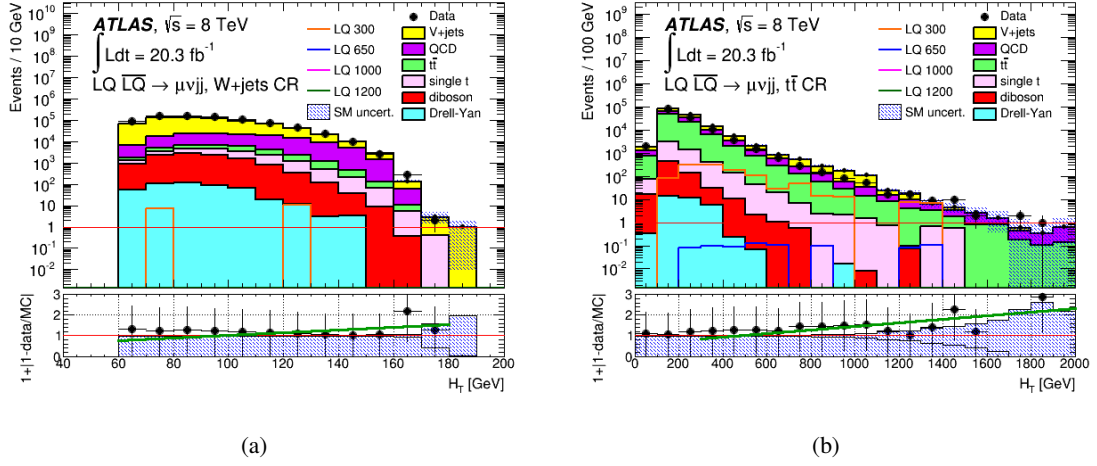 ATLAS, √s = 8 TeV
∫Ldt = 20.3 fb⁻¹
LQ L̅Q̅ → μνjj, W+jets CR
LQ 300
LQ 650
LQ 1000
LQ 1200
SM uncert.
Data
V+jets
QCD
tt̅
single t
diboson
Drell-Yan
Events / 10 GeV
10¹⁰
10⁹
10⁸
10⁷
10⁶
10⁵
10⁴
10³
10²
10
1
10⁻¹
10⁻²
1+|1-data/MC|
3
2
1
0
40 60 80 100 120 140 160 180 200
H_T [GeV]
(a)
ATLAS, √s = 8 TeV
∫Ldt = 20.3 fb⁻¹
LQ L̅Q̅ → μνjj, tt̅ CR
LQ 300
LQ 650
LQ 1000
LQ 1200
SM uncert.
Data
V+jets
QCD
tt̅
single t
diboson
Drell-Yan
Events / 100 GeV
10⁹
10⁸
10⁷
10⁶
10⁵
10⁴
10³
10²
10
1
10⁻¹
10⁻²
1+|1-data/MC|
3
2
1
0
0 200 400 600 800 1000 1200 1400 1600 1800 2000
H_T [GeV]
(b)